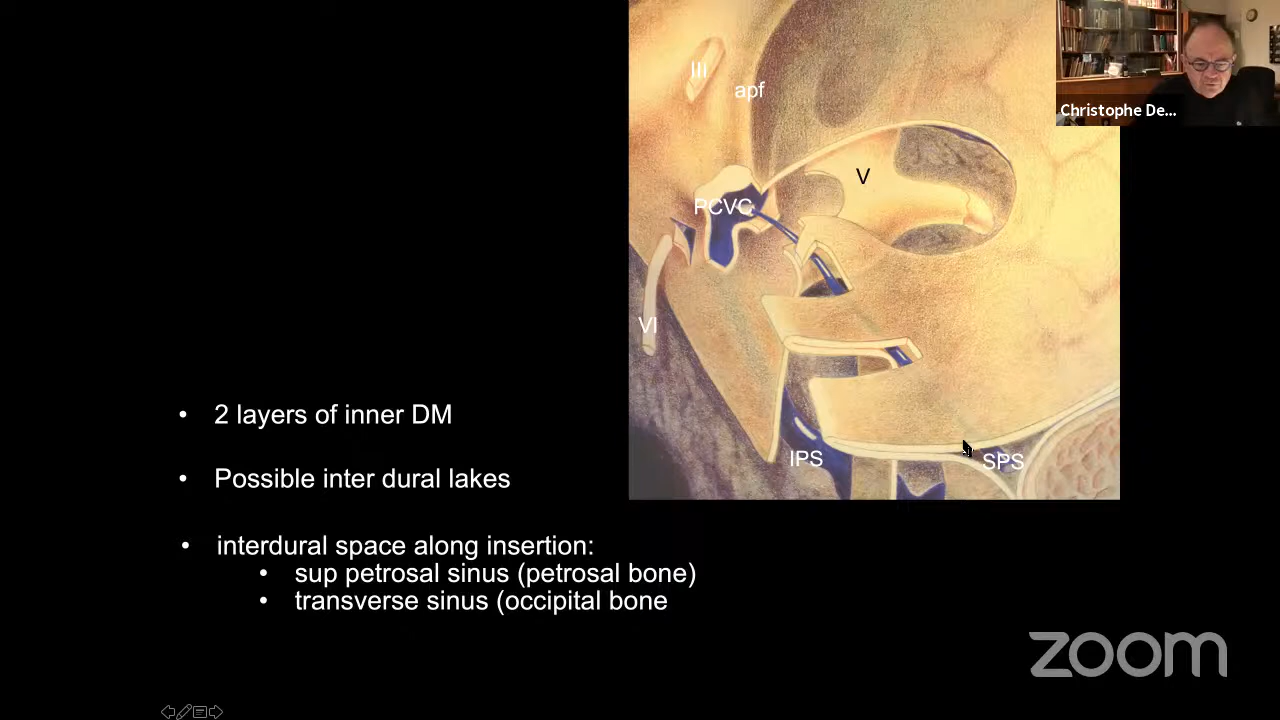 III
apf
Christophe De...
V
PCVC
VI
IPS
SPS
• 2 layers of inner DM
• Possible inter dural lakes
• interdural space along insertion:
• sup petrosal sinus (petrosal bone)
• transverse sinus (occipital bone
zoom